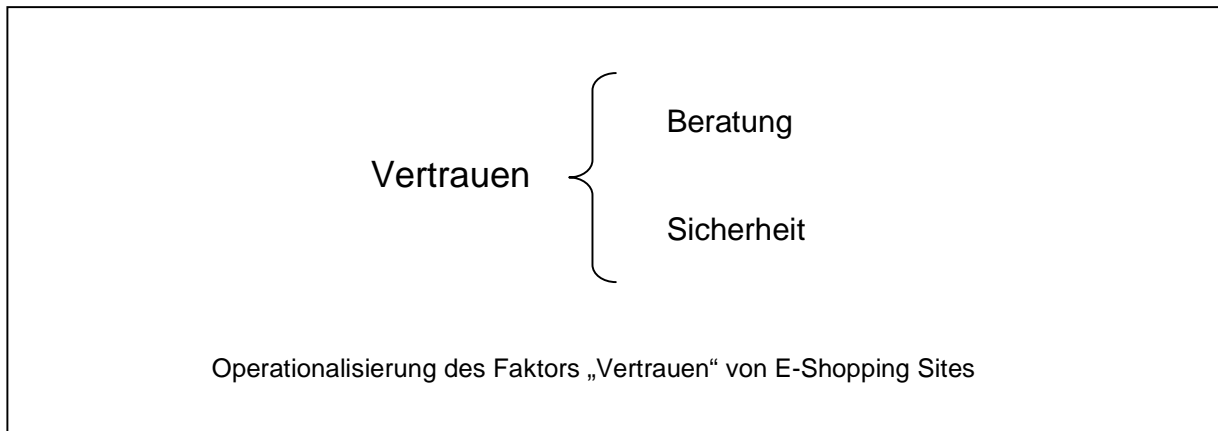 Beratung
Vertrauen
Sicherheit
Operationalisierung des Faktors „Vertrauen“ von E-Shopping Sites